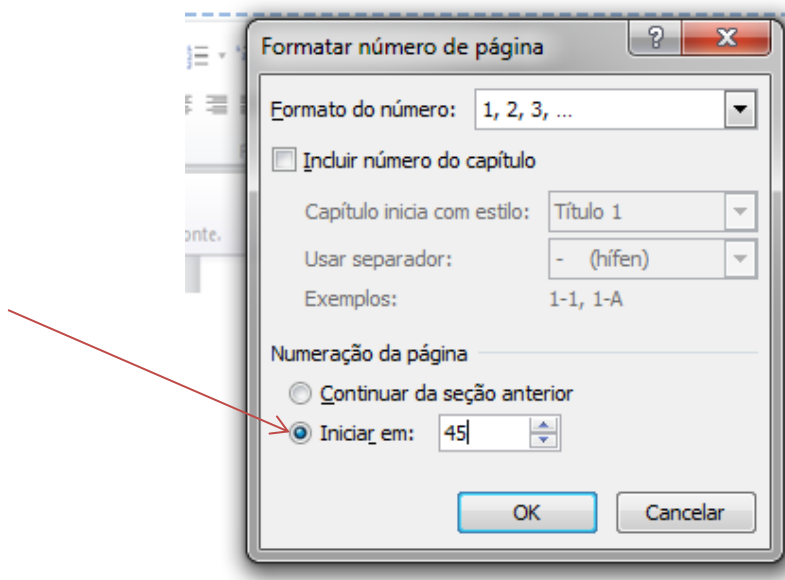 Formatar número de página
Formato do número: 1, 2, 3, ...
Incluir número do capítulo
Capítulo inicia com estilo: Título 1
Usar separador: - (hífen)
Exemplos: 1-1, 1-A
Numeração da página
Continuar da seção anterior
Iniciar em: 45
OK Cancelar